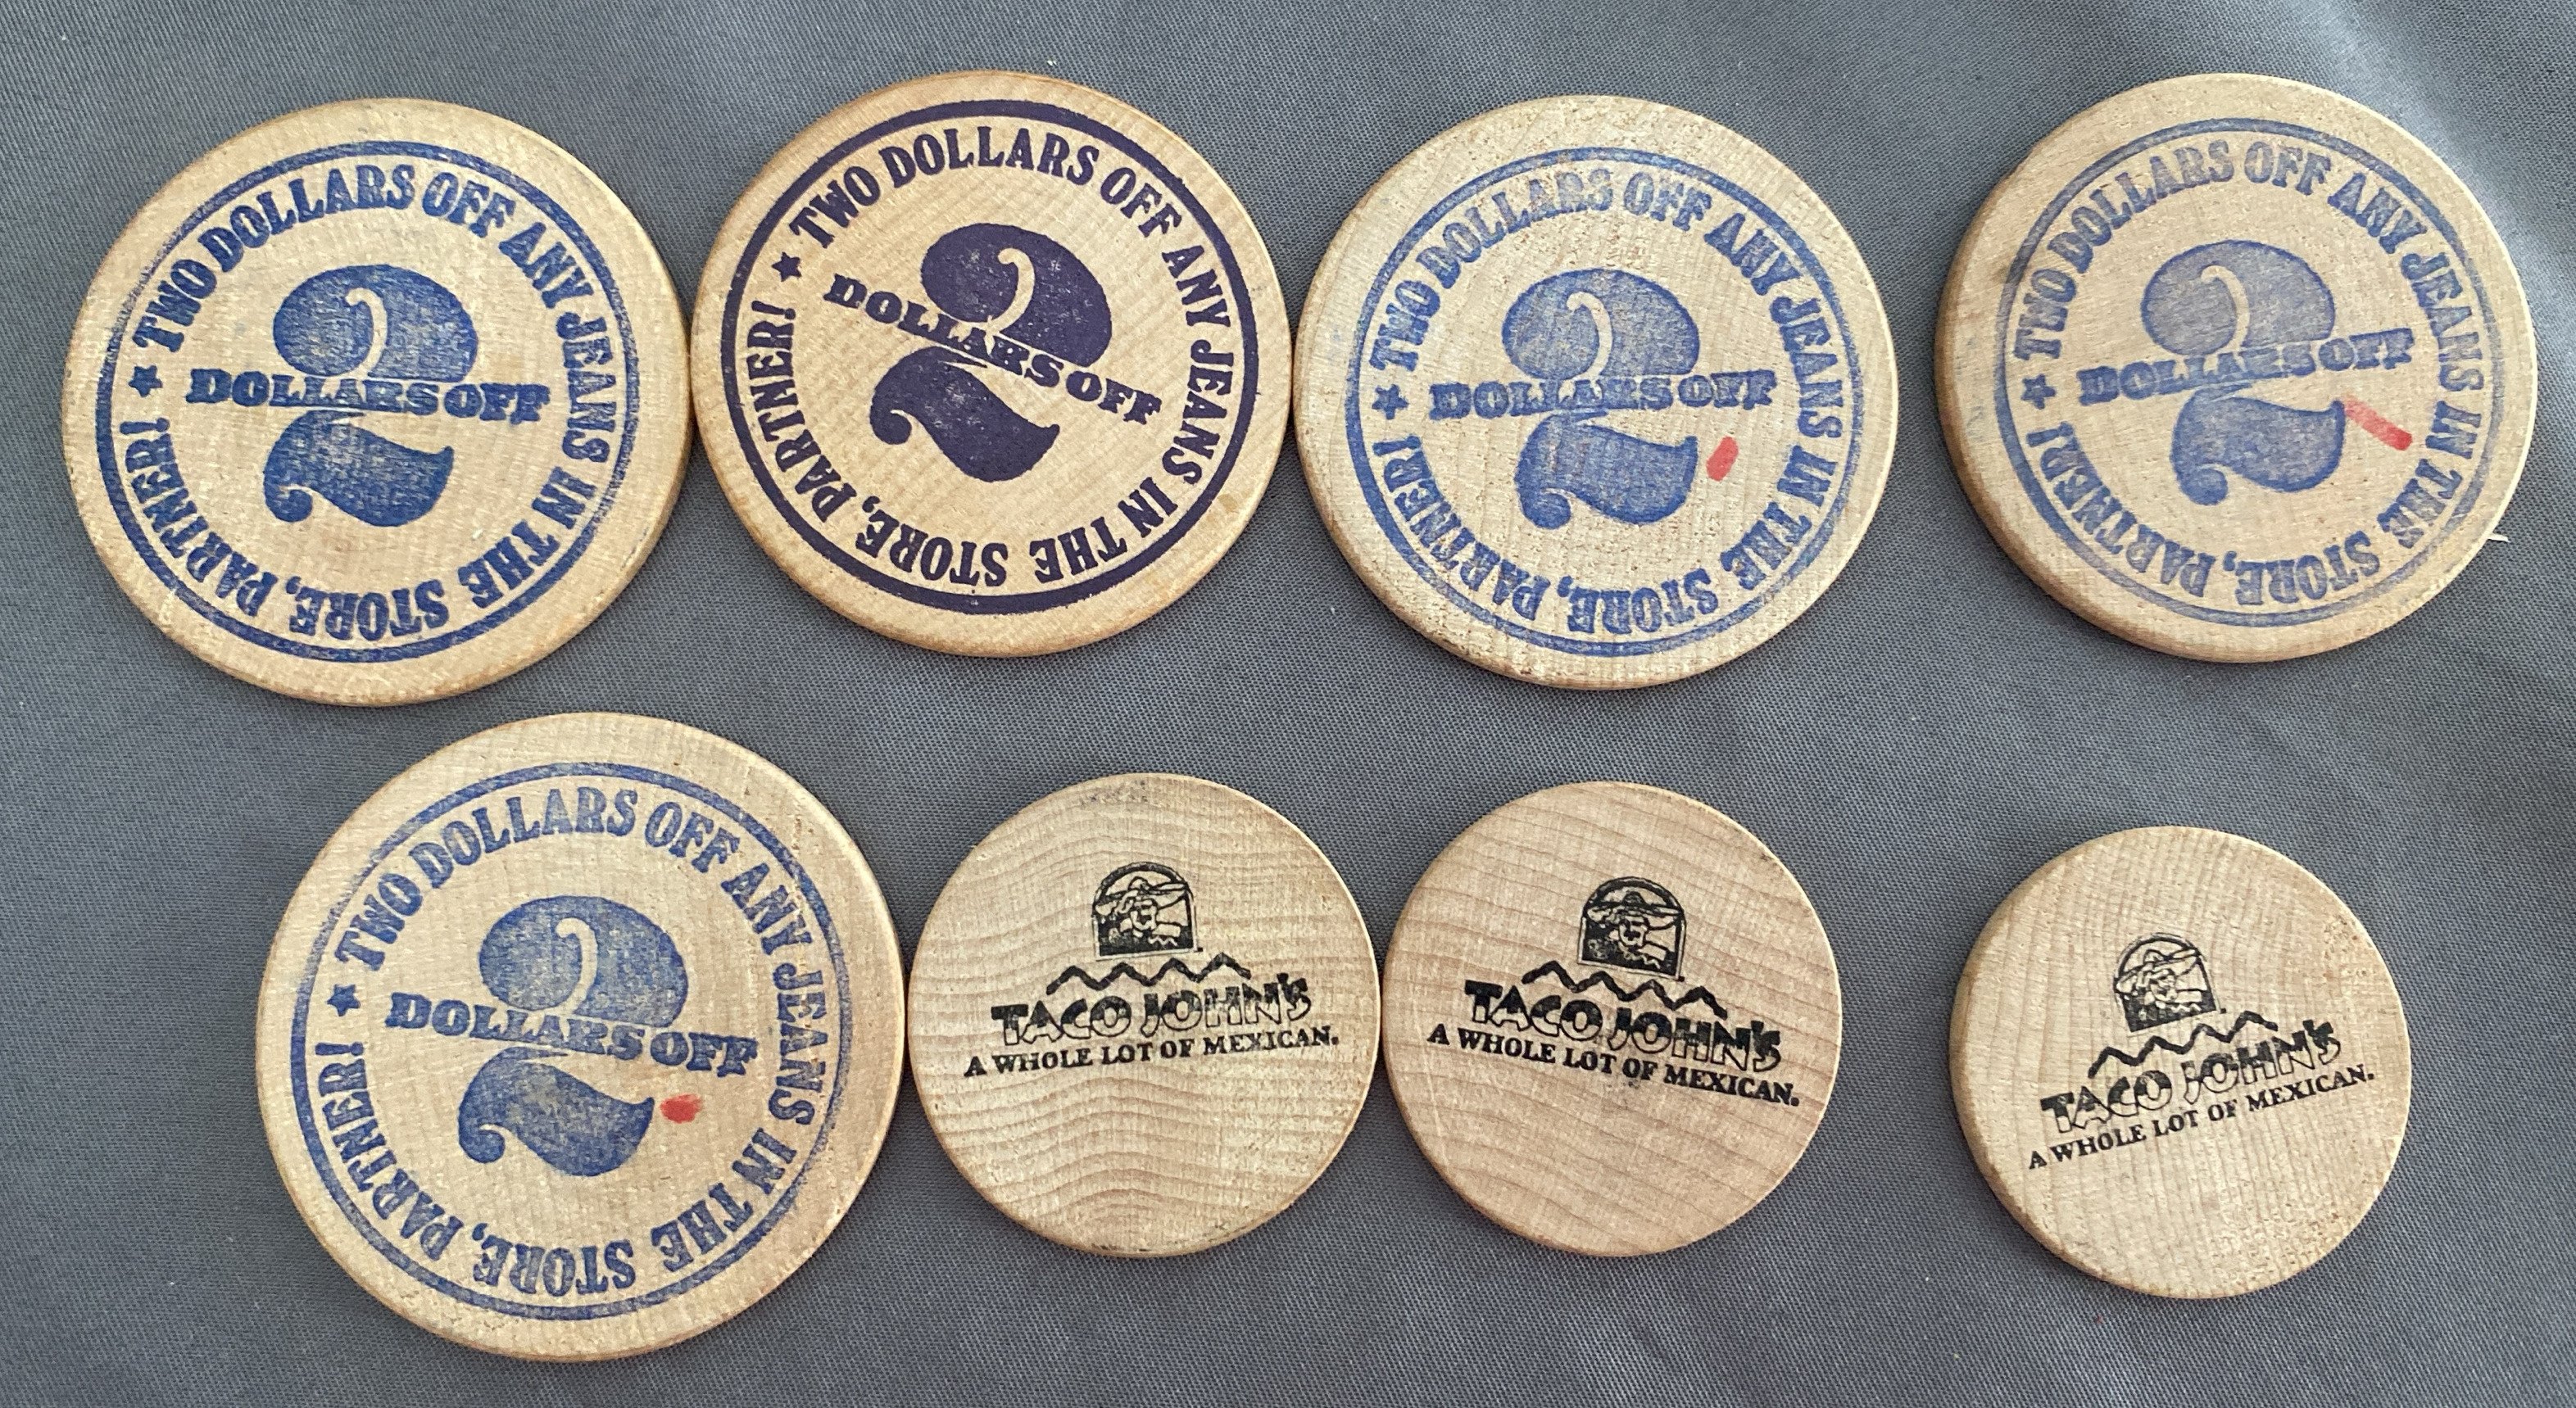 ★ TWO DOLLARS OFF ANY JEANS IN THE STORE, PARTNER!
2
DOLLARS OFF
★ TWO DOLLARS OFF ANY JEANS IN THE STORE, PARTNER!
2
DOLLARS OFF
★ TWO DOLLARS OFF ANY JEANS IN THE STORE, PARTNER!
2
DOLLARS OFF
★ TWO DOLLARS OFF ANY JEANS IN THE STORE, PARTNER!
2
DOLLARS OFF
★ TWO DOLLARS OFF ANY JEANS IN THE STORE, PARTNER!
2
DOLLARS OFF
TACO JOHN'S
A WHOLE LOT OF MEXICAN.
TACO JOHN'S
A WHOLE LOT OF MEXICAN.
TACO JOHN'S
A WHOLE LOT OF MEXICAN.